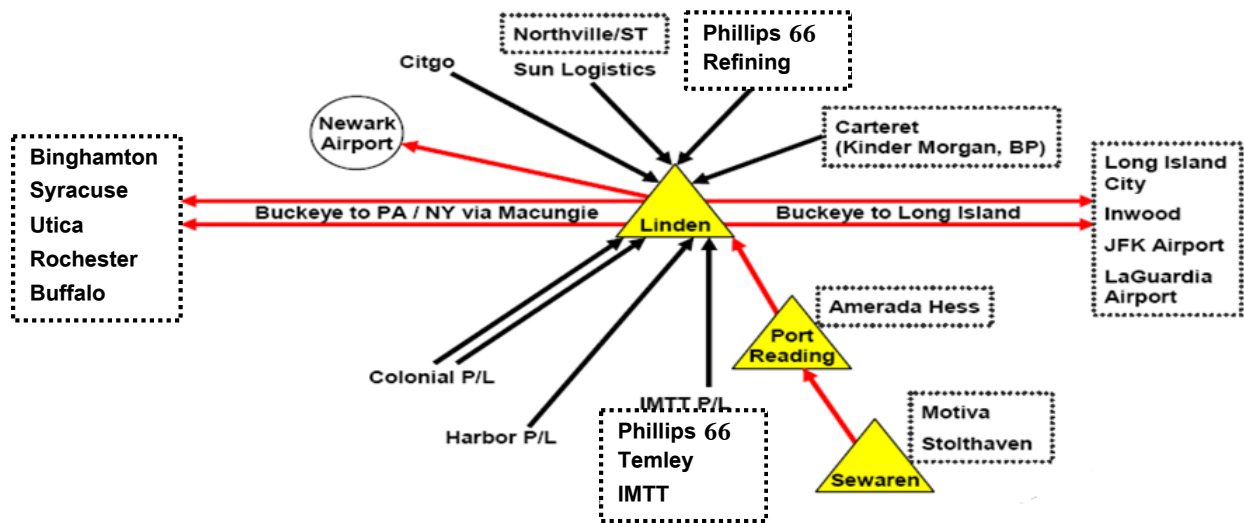 Northville/ST
Sun Logistics
Phillips 66
Refining
Citgo
Newark
Airport
Carteret
(Kinder Morgan, BP)
Binghamton
Syracuse
Utica
Rochester
Buffalo
Buckeye to PA / NY via Macungie
Linden
Buckeye to Long Island
Long Island
City
Inwood
JFK Airport
LaGuardia
Airport
Amerada Hess
Port
Reading
Colonial P/L
Harbor P/L
IMTT P/L
Phillips 66
Temley
IMTT
Motiva
Stolthaven
Sewaren